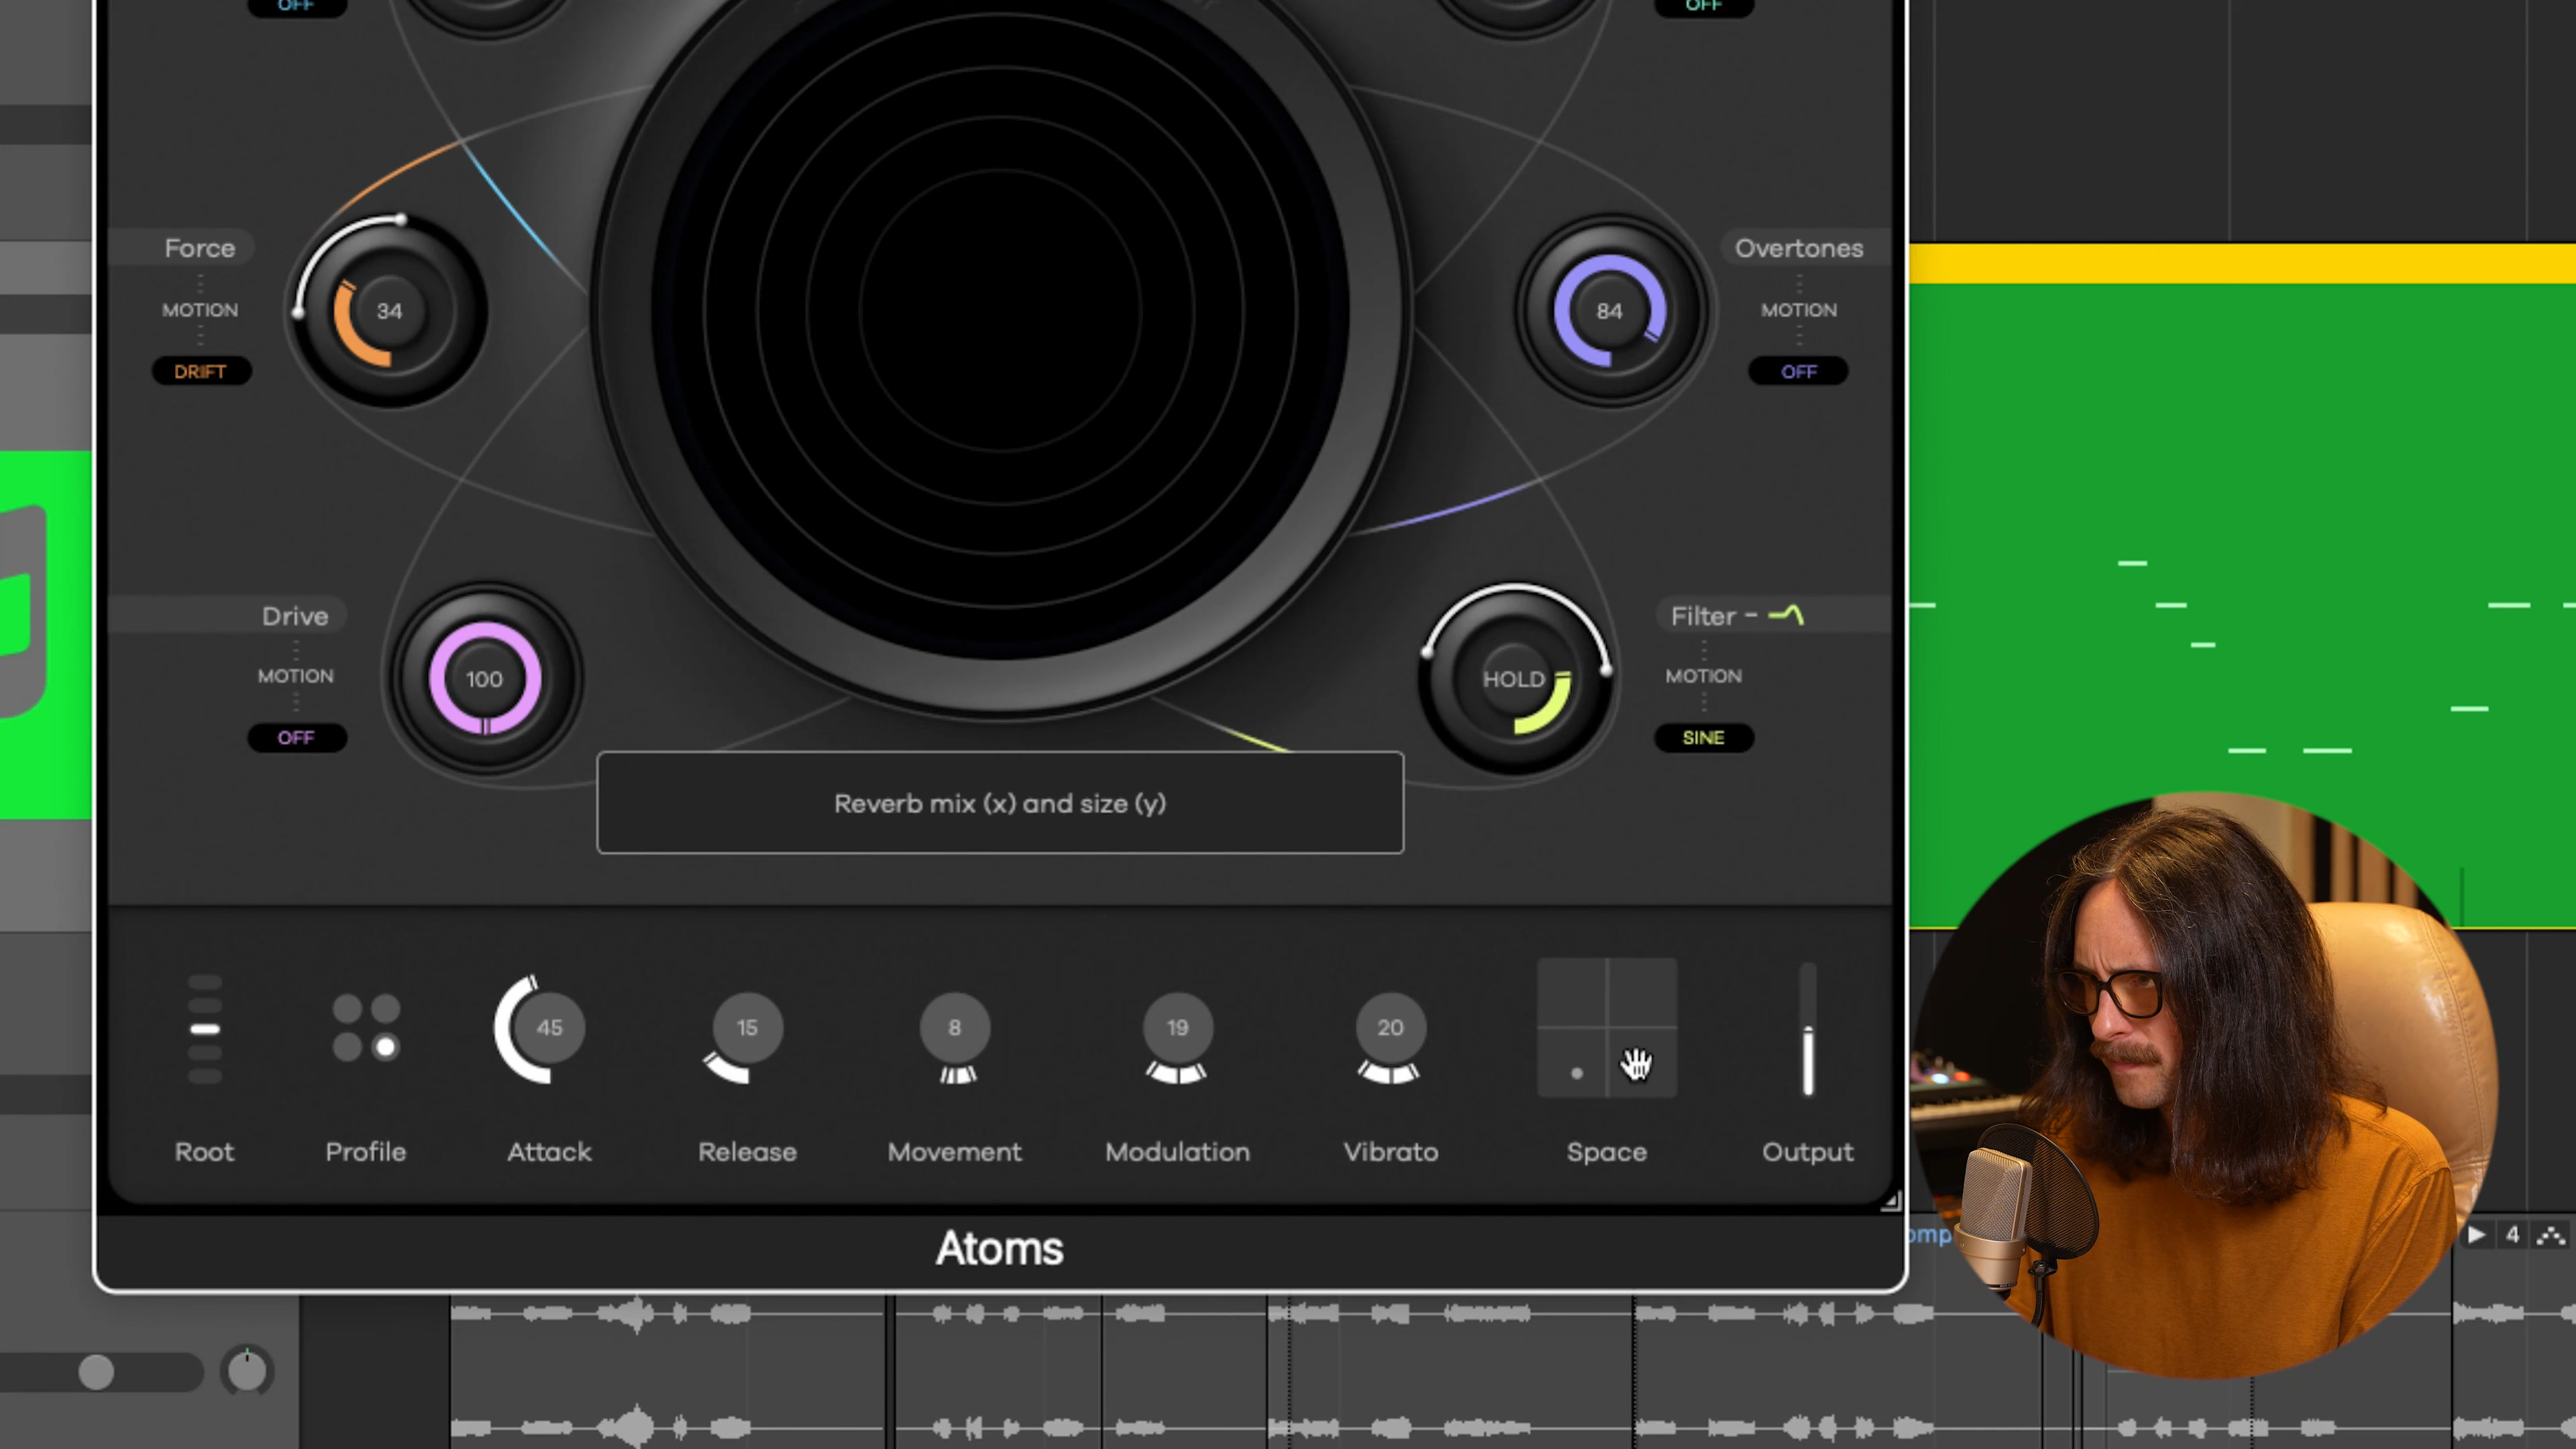 OFF
OFF
Force
MOTION
DRIFT
34
84
Overtones
MOTION
OFF
Drive
MOTION
OFF
100
HOLD
Filter -
MOTION
SINE
Reverb mix (x) and size (y)
45
15
8
19
20
Root
Profile
Attack
Release
Movement
Modulation
Vibrato
Space
Output
Atoms
4